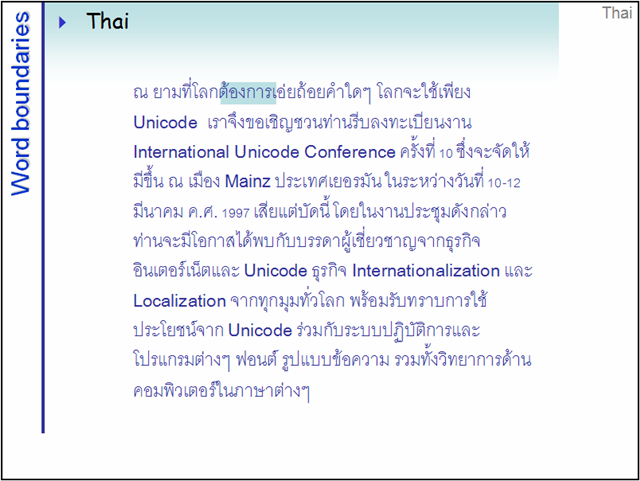 Word boundaries
Thai
Thai
ณ ยามที่โลกต้องการเอ่ยถ้อยคำใดๆ โลกจะใช้เพียง
Unicode เราจึงขอเชิญชวนท่านรีบลงทะเบียนงาน
International Unicode Conference ครั้งที่ 10 ซึ่งจะจัดให้
มีขึ้น ณ เมือง Mainz ประเทศเยอรมัน ในระหว่างวันที่ 10-12
มีนาคม ค.ศ. 1997 เสียแต่บัดนี้ โดยในงานประชุมดังกล่าว
ท่านจะมีโอกาสได้พบกับบรรดาผู้เชี่ยวชาญจากธุรกิจ
อินเตอร์เน็ตและ Unicode ธุรกิจ Internationalization และ
Localization จากทุกมุมทั่วโลก พร้อมรับทราบการใช้
ประโยชน์จาก Unicode ร่วมกับระบบปฏิบัติการและ
โปรแกรมต่างๆ ฟอนต์ รูปแบบข้อความ รวมทั้งวิทยาการด้าน
คอมพิวเตอร์ในภาษาต่างๆ